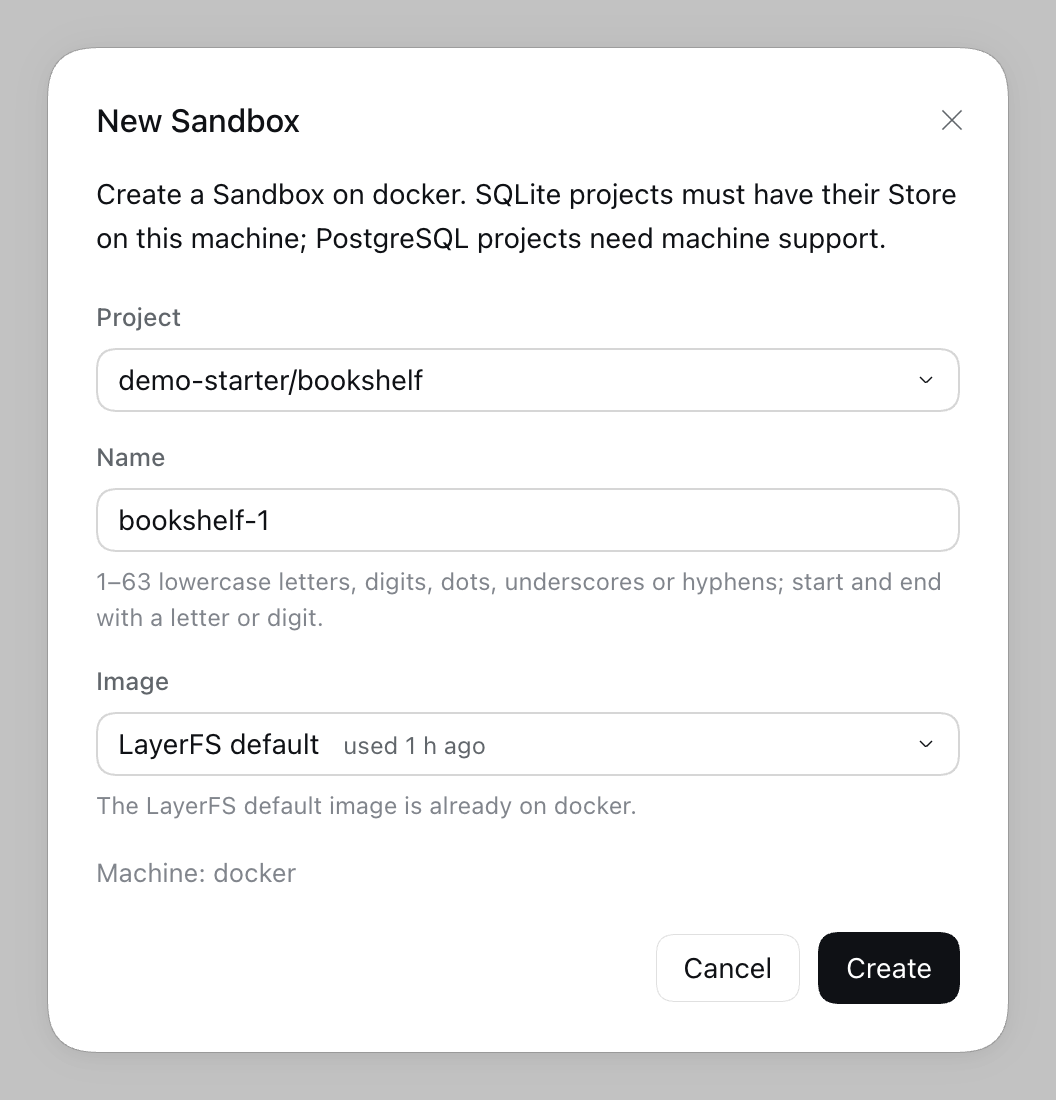 New Sandbox
Create a Sandbox on docker. SQLite projects must have their Store
on this machine; PostgreSQL projects need machine support.
Project
demo-starter/bookshelf
Name
bookshelf-1
1–63 lowercase letters, digits, dots, underscores or hyphens; start and end
with a letter or digit.
Image
LayerFS default used 1 h ago
The LayerFS default image is already on docker.
Machine: docker
Cancel Create